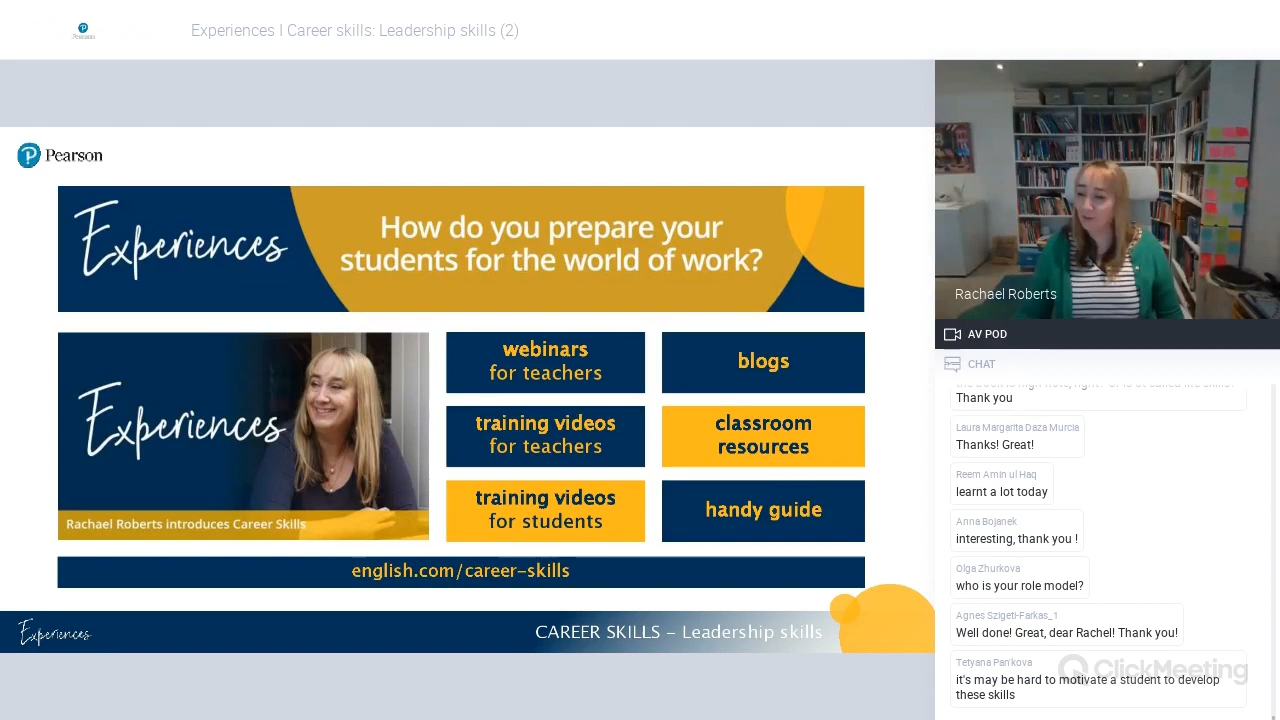 Pearson
Experiences I Career skills: Leadership skills (2)
Pearson
Experiences
How do you prepare your
students for the world of work?
Experiences
Rachael Roberts introduces Career Skills
webinars
for teachers
blogs
training videos
for teachers
classroom
resources
training videos
for students
handy guide
english.com/career-skills
Experiences
CAREER SKILLS – Leadership skills
Rachael Roberts
AV POD
CHAT
Thank you
Laura Margarita Daza Murcia
Thanks! Great!
Reem Amin ul Haq
learnt a lot today
Anna Bojanek
interesting, thank you !
Olga Zhurkova
who is your role model?
Agnes Szigeti-Farkas_1
Well done! Great, dear Rachel! Thank you!
Tetyana Pan'kova
it's may be hard to motivate a student to develop
these skills
ClickMeeting